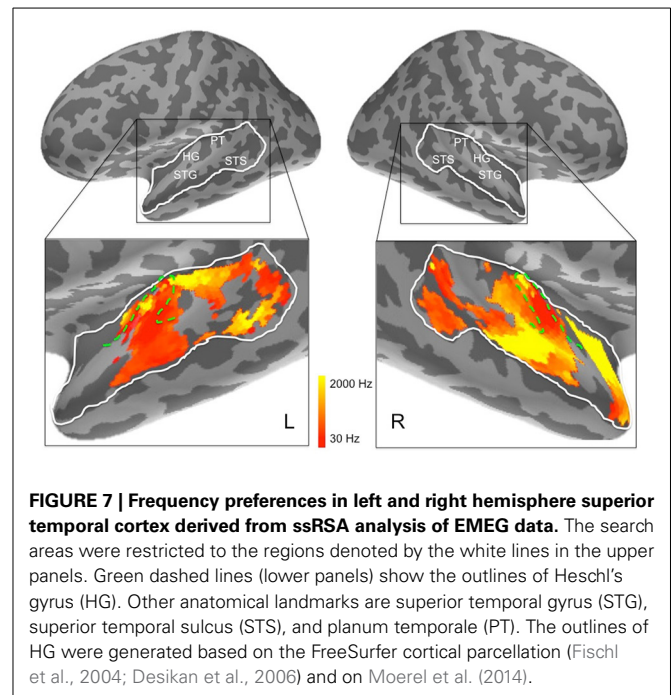 PT
HG
STS
STG
PT
STS
HG
STG
2000 Hz
30 Hz
L
R
FIGURE 7 | Frequency preferences in left and right hemisphere superior
temporal cortex derived from ssRSA analysis of EMEG data. The search
areas were restricted to the regions denoted by the white lines in the upper
panels. Green dashed lines (lower panels) show the outlines of Heschl's
gyrus (HG). Other anatomical landmarks are superior temporal gyrus (STG),
superior temporal sulcus (STS), and planum temporale (PT). The outlines of
HG were generated based on the FreeSurfer cortical parcellation (Fischl
et al., 2004; Desikan et al., 2006) and on Moerel et al. (2014).